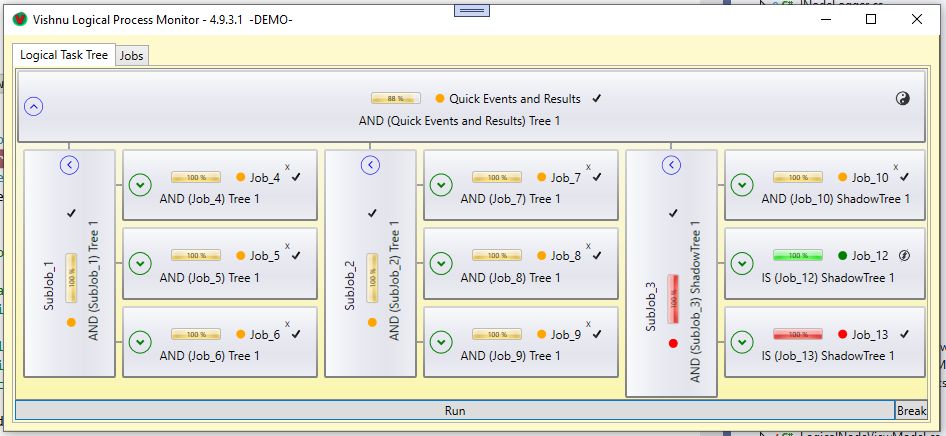 Vishnu Logical Process Monitor - 4.9.3.1 -DEMO-
Logical Task Tree
Jobs
88 %
Quick Events and Results
AND (Quick Events and Results) Tree 1
SubJob_1
100 %
AND (SubJob_1) Tree 1
100 %
Job_4
x
AND (Job_4) Tree 1
100 %
Job_5
x
AND (Job_5) Tree 1
100 %
Job_6
x
AND (Job_6) Tree 1
SubJob_2
100 %
AND (SubJob_2) Tree 1
100 %
Job_7
x
AND (Job_7) Tree 1
100 %
Job_8
x
AND (Job_8) Tree 1
100 %
Job_9
x
AND (Job_9) Tree 1
SubJob_3
100 %
AND (SubJob_3) ShadowTree 1
100 %
Job_10
x
AND (Job_10) ShadowTree 1
100 %
Job_12
IS (Job_12) ShadowTree 1
100 %
Job_13
IS (Job_13) ShadowTree 1
Run
Break